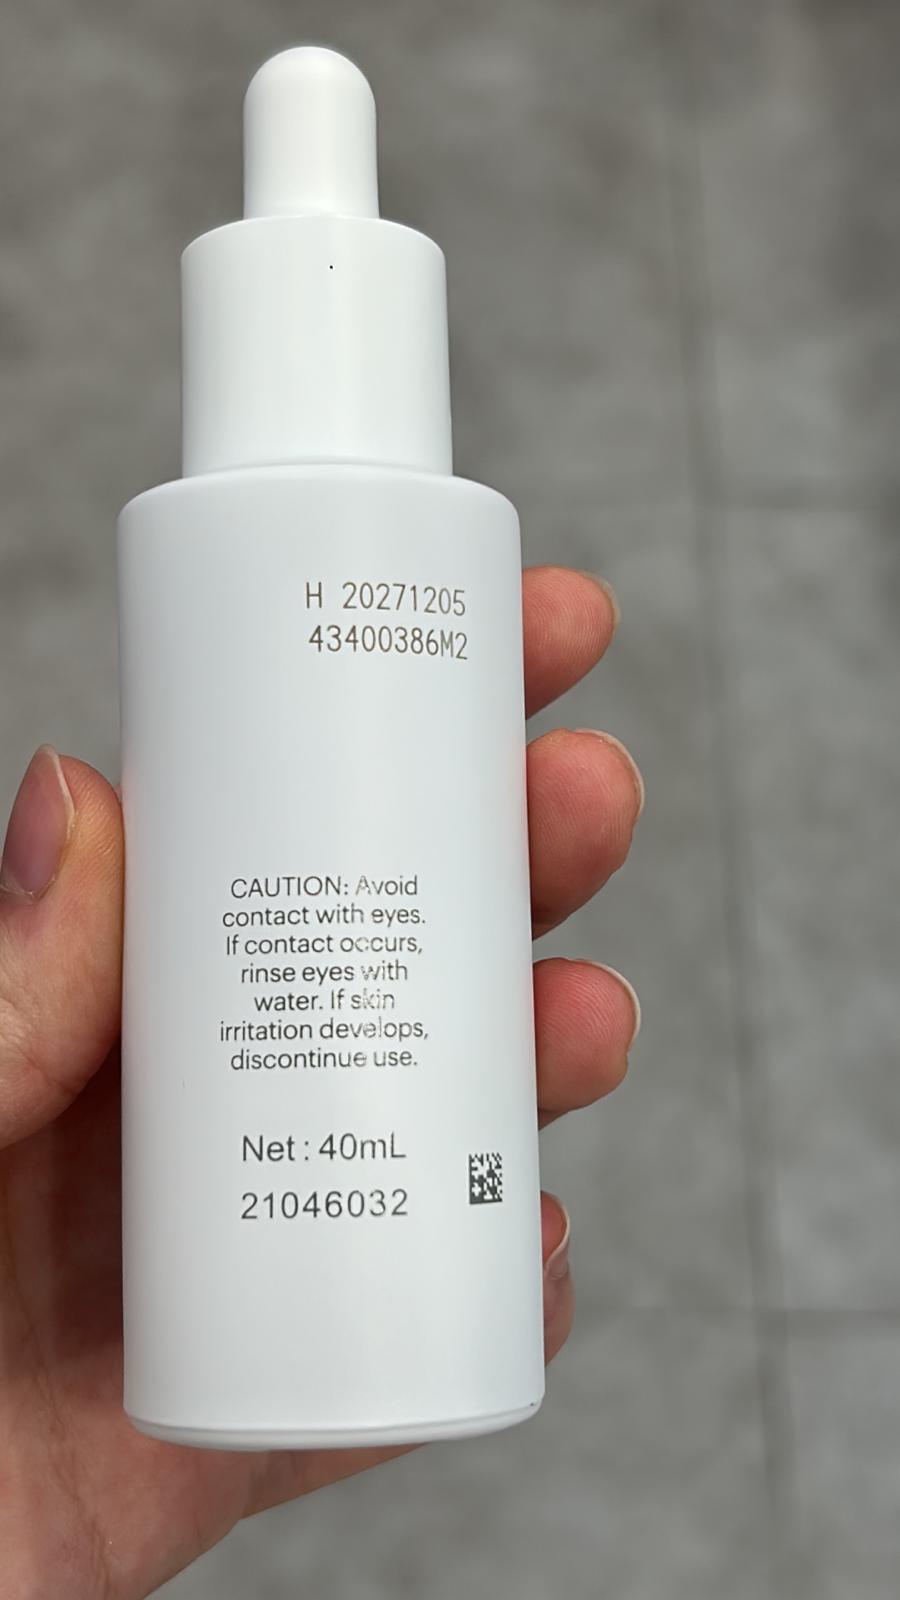 H 20271205
43400386M2
CAUTION: Avoid
contact with eyes.
If contact occurs,
rinse eyes with
water. If skin
irritation develops,
discontinue use.
Net : 40mL
21046032